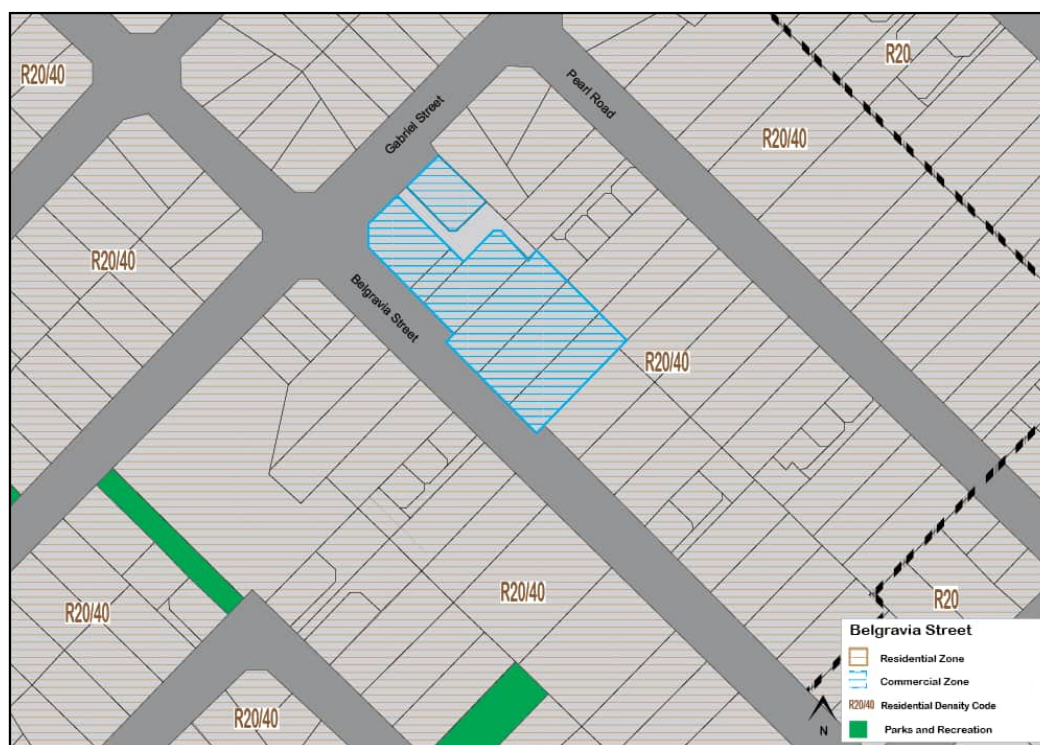 R20/40
R20
Gabriel Street
Pearl Road
R20/40
R20/40
Belgravia Street
R20/40
R20/40
R20/40
R20
R20/40
Belgravia Street
Residential Zone
Commercial Zone
R20/40 Residential Density Code
Parks and Recreation
N